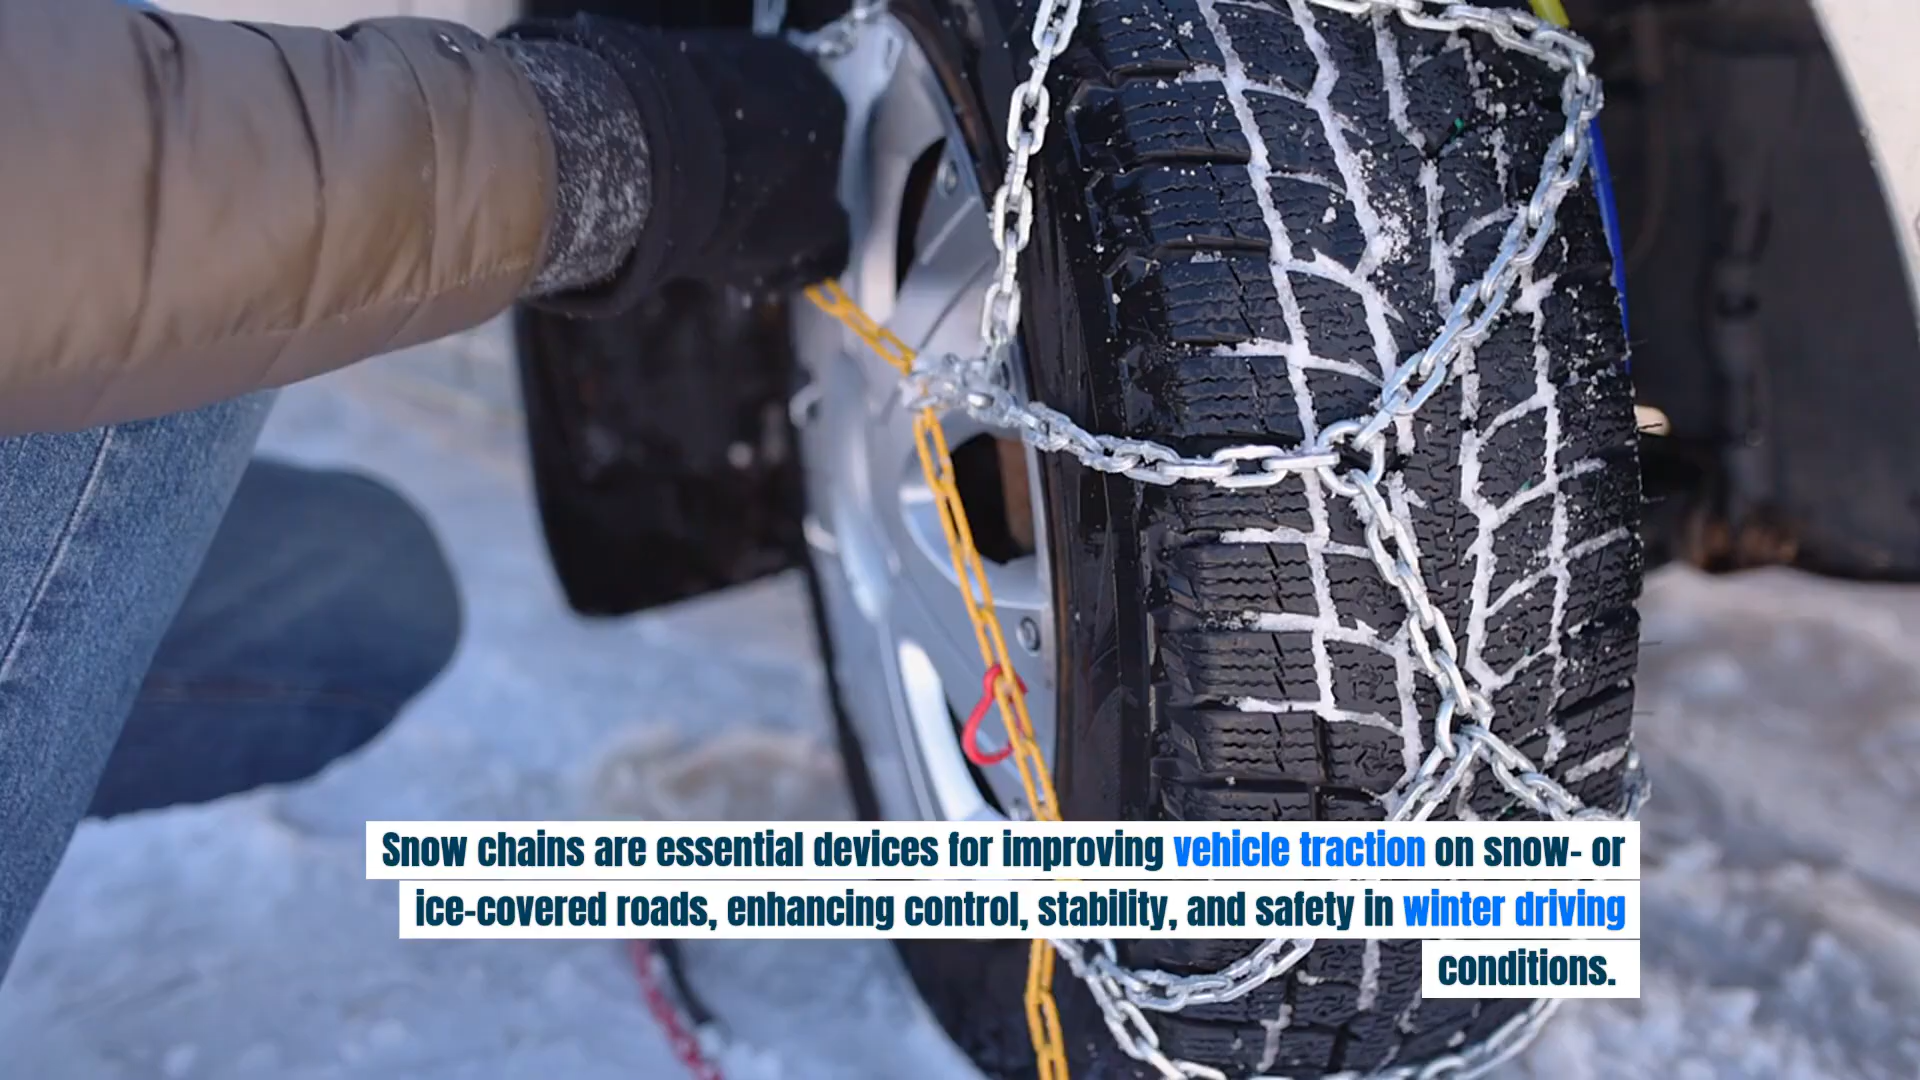 Snow chains are essential devices for improving vehicle traction on snow- or
ice-covered roads, enhancing control, stability, and safety in winter driving
conditions.